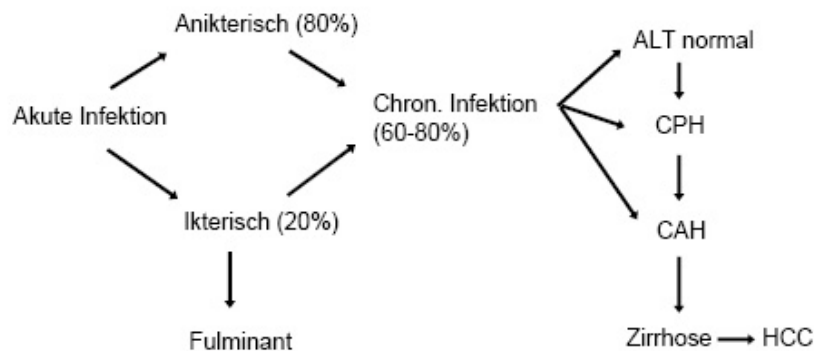 Anikterisch (80%)
ALT normal
Akute Infektion
Chron. Infektion
(60-80%)
CPH
Ikterisch (20%)
CAH
Fulminant
Zirrhose
HCC